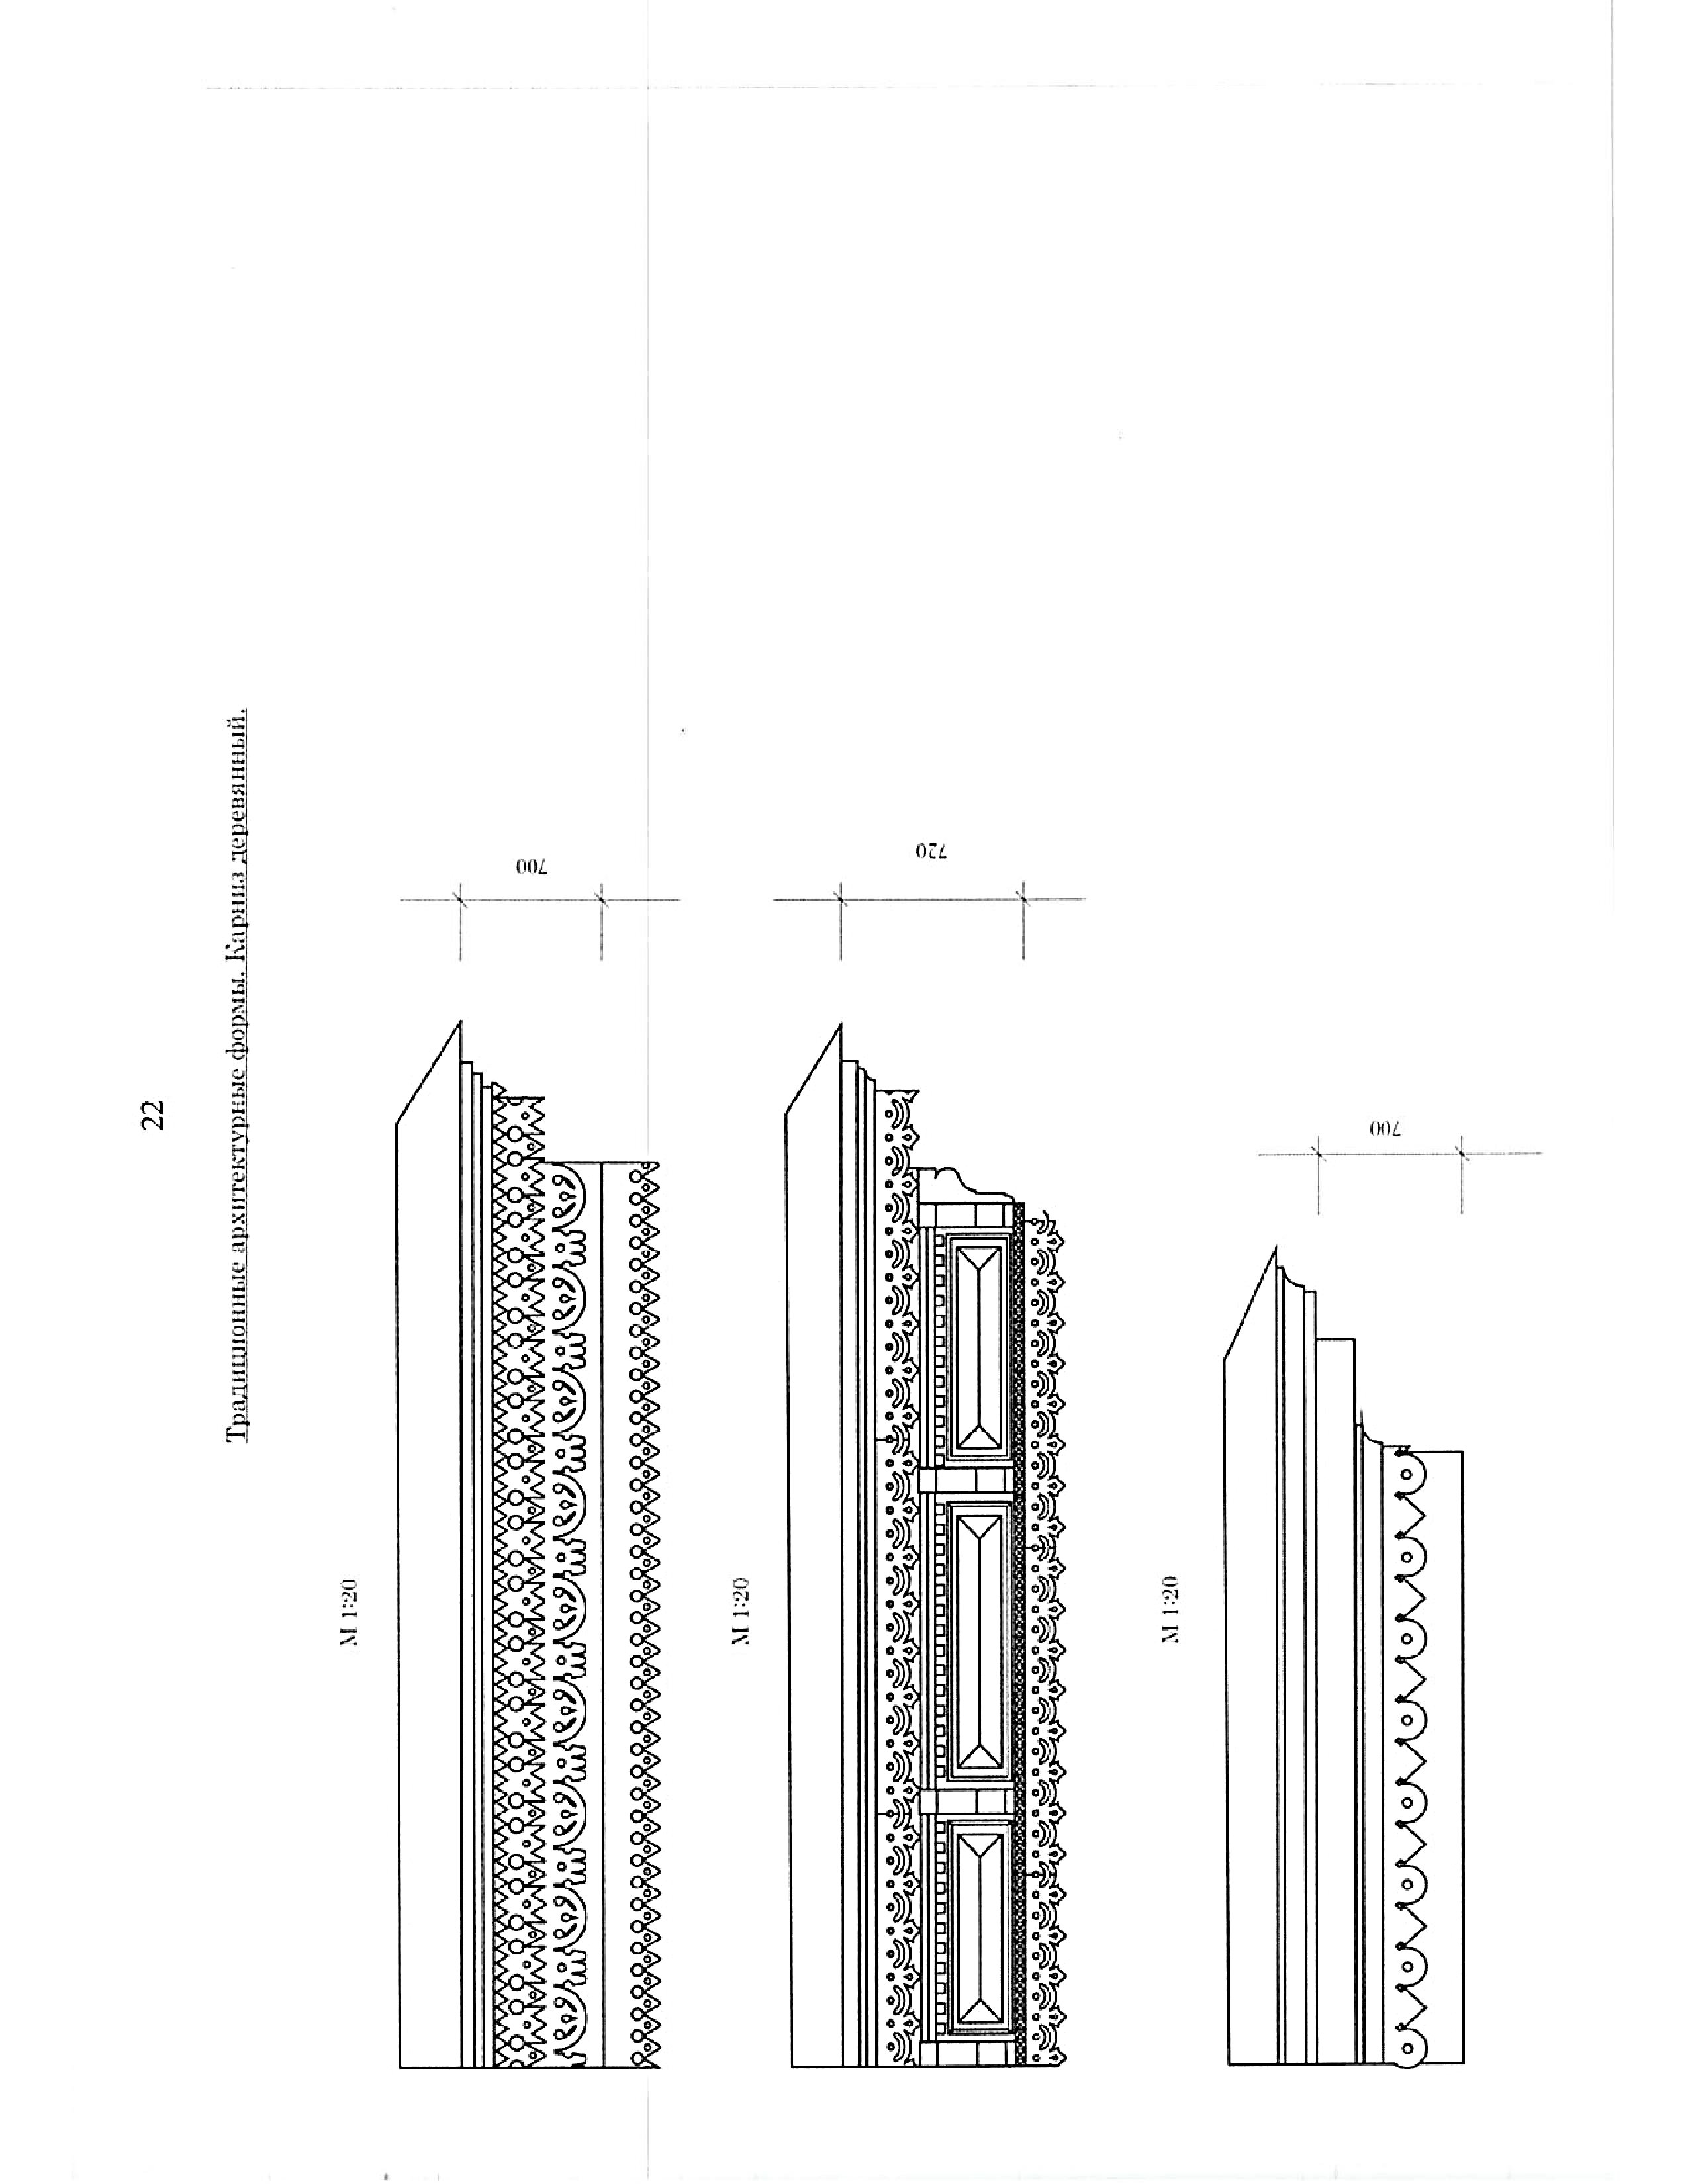 22
Традиционные архитектурные формы. Карниз деревянный.
М 1:20
700
М 1:20
720
М 1:20
700